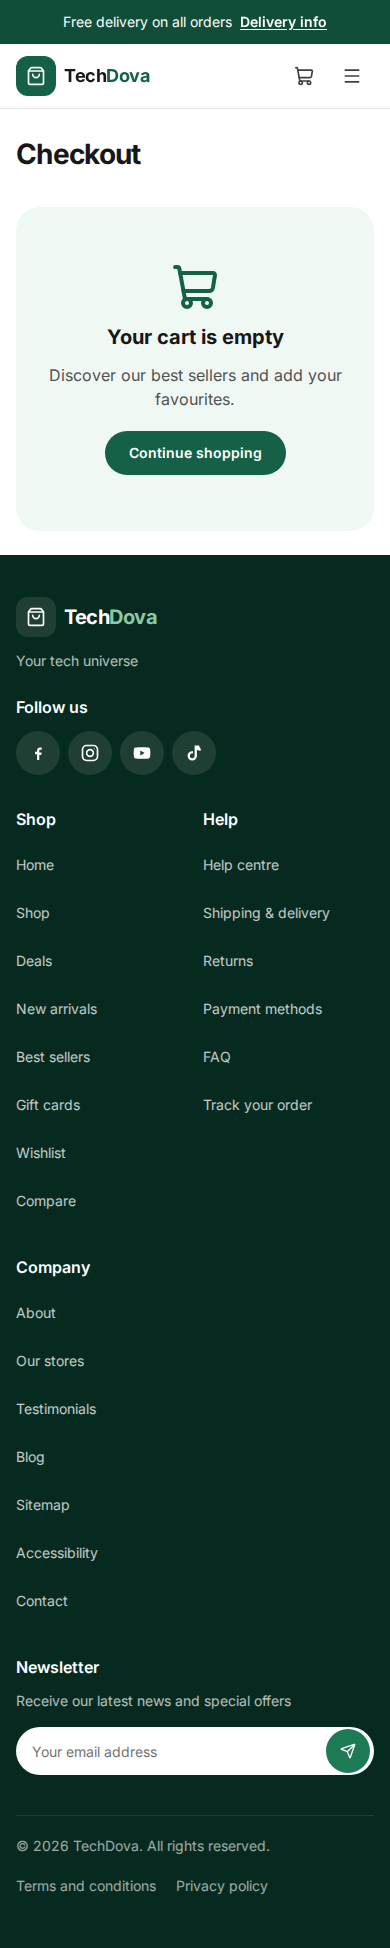 Free delivery on all orders Delivery info
TechDova
Checkout
Your cart is empty
Discover our best sellers and add your
favourites.
Continue shopping
TechDova
Your tech universe
Follow us
Shop
Home
Shop
Deals
New arrivals
Best sellers
Gift cards
Wishlist
Compare
Help
Help centre
Shipping & delivery
Returns
Payment methods
FAQ
Track your order
Company
About
Our stores
Testimonials
Blog
Sitemap
Accessibility
Contact
Newsletter
Receive our latest news and special offers
Your email address
© 2026 TechDova. All rights reserved.
Terms and conditions Privacy policy